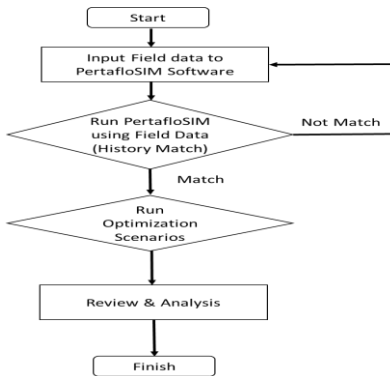 Start
Input Field data to
PertafloSIM Software
Run PertafloSIM
using Field Data
(History Match)
Not Match
Match
Run
Optimization
Scenarios
Review & Analysis
Finish